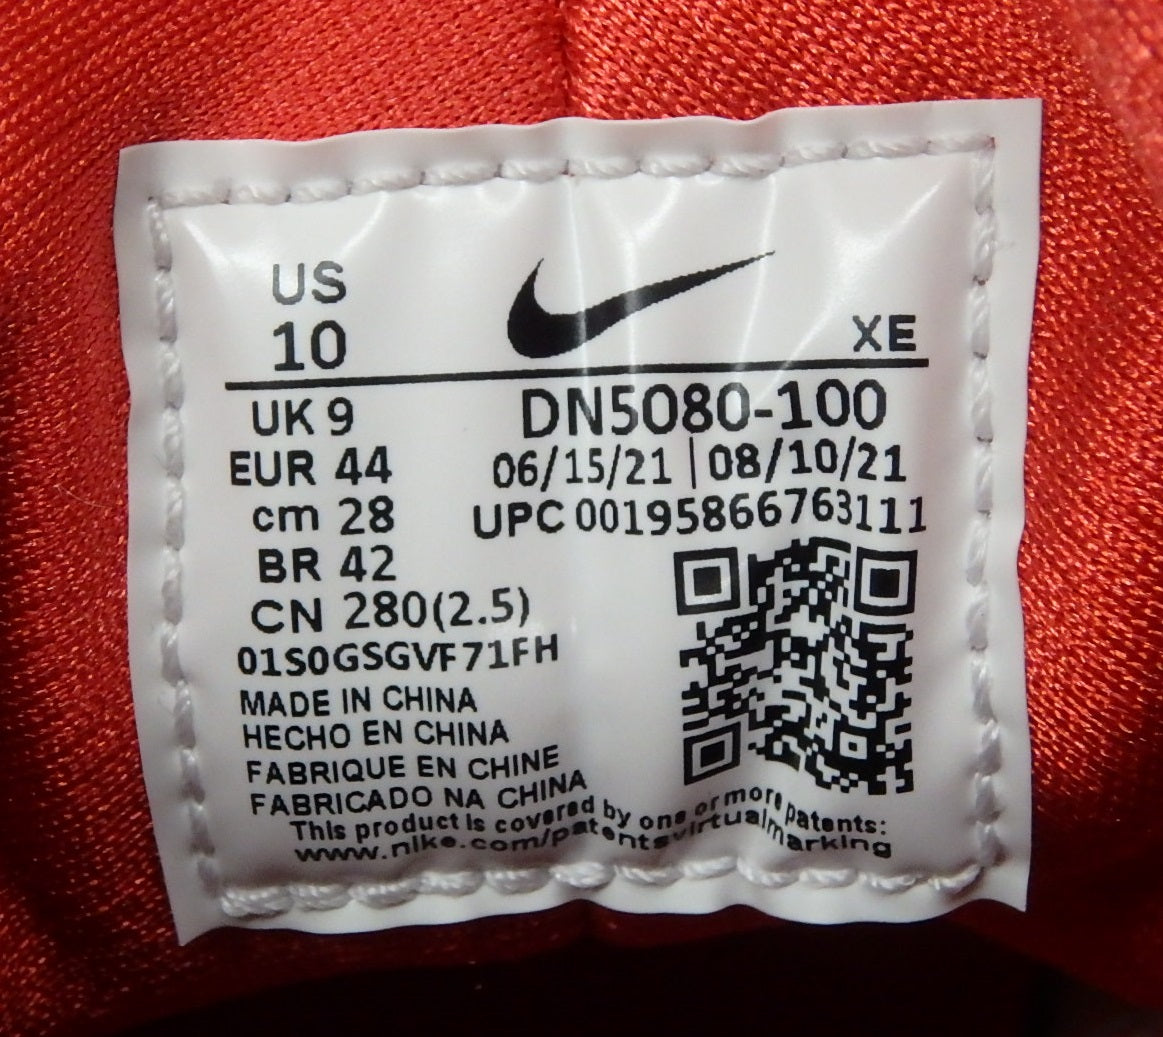 US
10
XE
UK 9
EUR 44
cm 28
BR 42
CN 280(2.5)
01S0GSGVF71FH
DN5080-100
06/15/21 | 08/10/21
UPC 00195866763111
MADE IN CHINA
HECHO EN CHINA
FABRIQUE EN CHINE
FABRICADO NA CHINA
This product is covered by one or more patents:
www.nike.com/patentsvirtualmarking